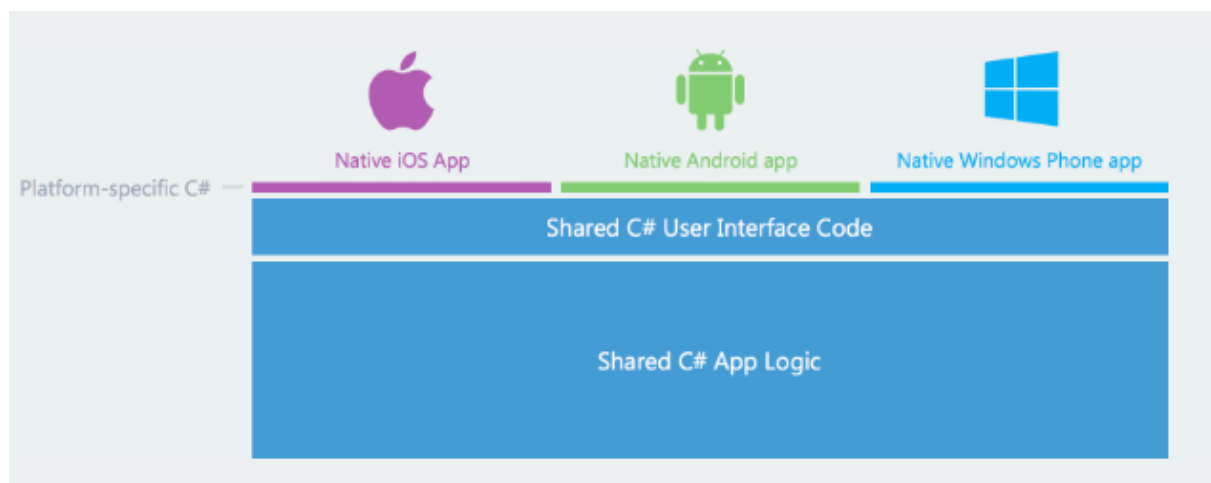 Native iOS App
Native Android app
Native Windows Phone app
Platform-specific C#
Shared C# User Interface Code
Shared C# App Logic